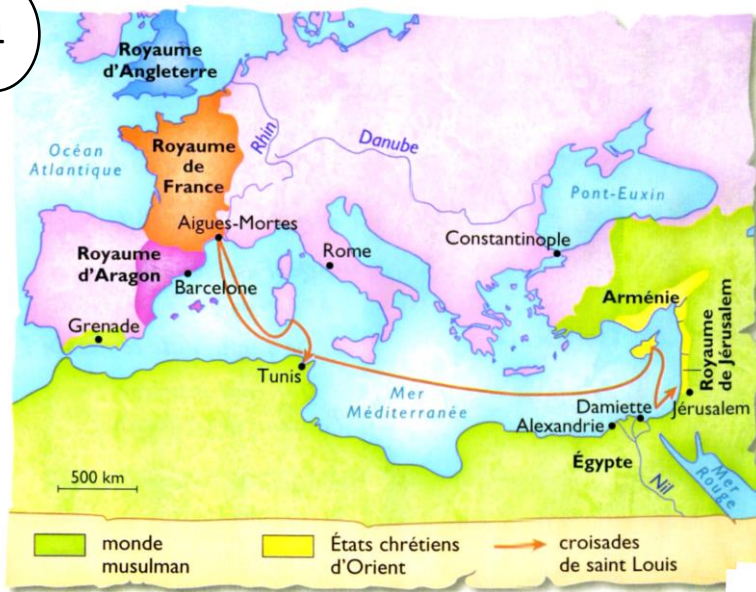 Royaume
d'Angleterre
Océan
Atlantique
Royaume
de
France
Rhin
Danube
Pont-Euxin
Aigues-Mortes
Royaume
d'Aragon
Barcelone
Rome
Constantinople
Grenade
Arménie
Royaume
de Jérusalem
Tunis
Mer
Méditerranée
Damiette
Jérusalem
Alexandrie
Égypte
Nil
Mer
Rouge
500 km
monde
musulman
États chrétiens
d'Orient
croisades
de saint Louis